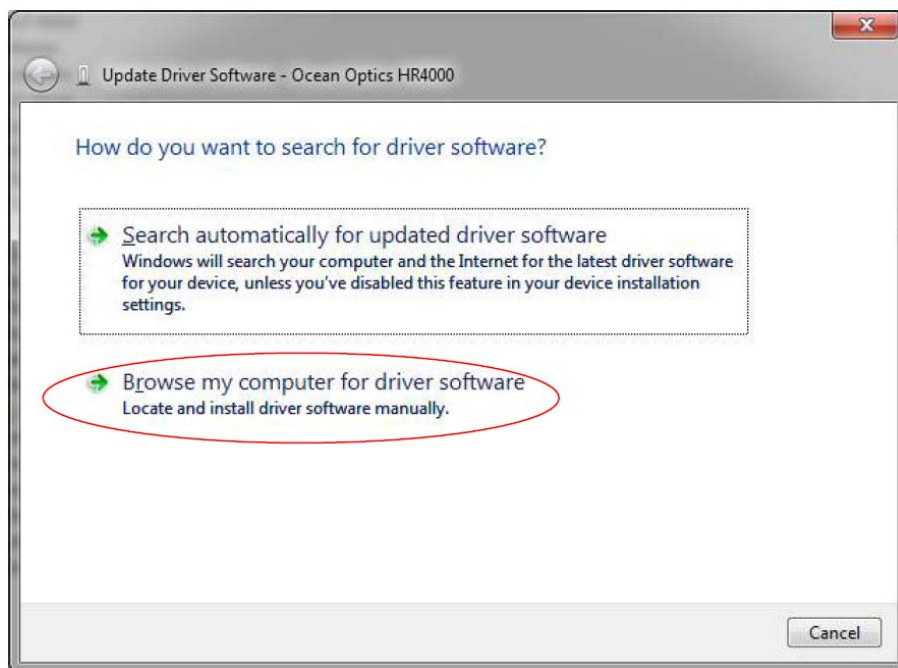 Update Driver Software - Ocean Optics HR4000
How do you want to search for driver software?
Search automatically for updated driver software
Windows will search your computer and the Internet for the latest driver software
for your device, unless you've disabled this feature in your device installation
settings.
Browse my computer for driver software
Locate and install driver software manually.
Cancel